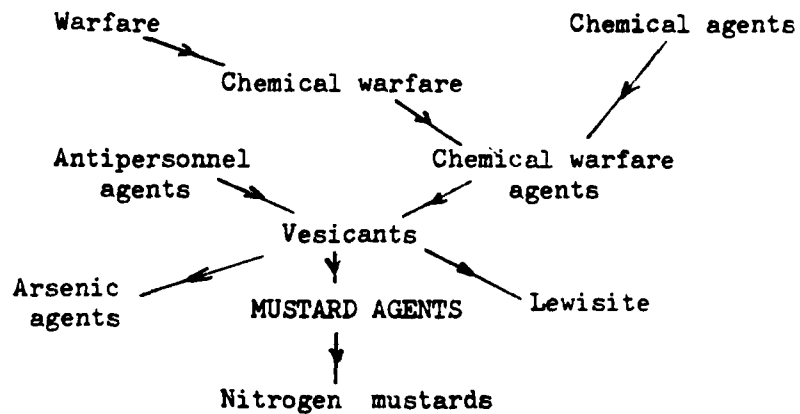 Warfare
Chemical agents
Chemical warfare
Antipersonnel
agents
Chemical warfare
agents
Vesicants
Arsenic
agents
MUSTARD AGENTS
Lewisite
Nitrogen mustards